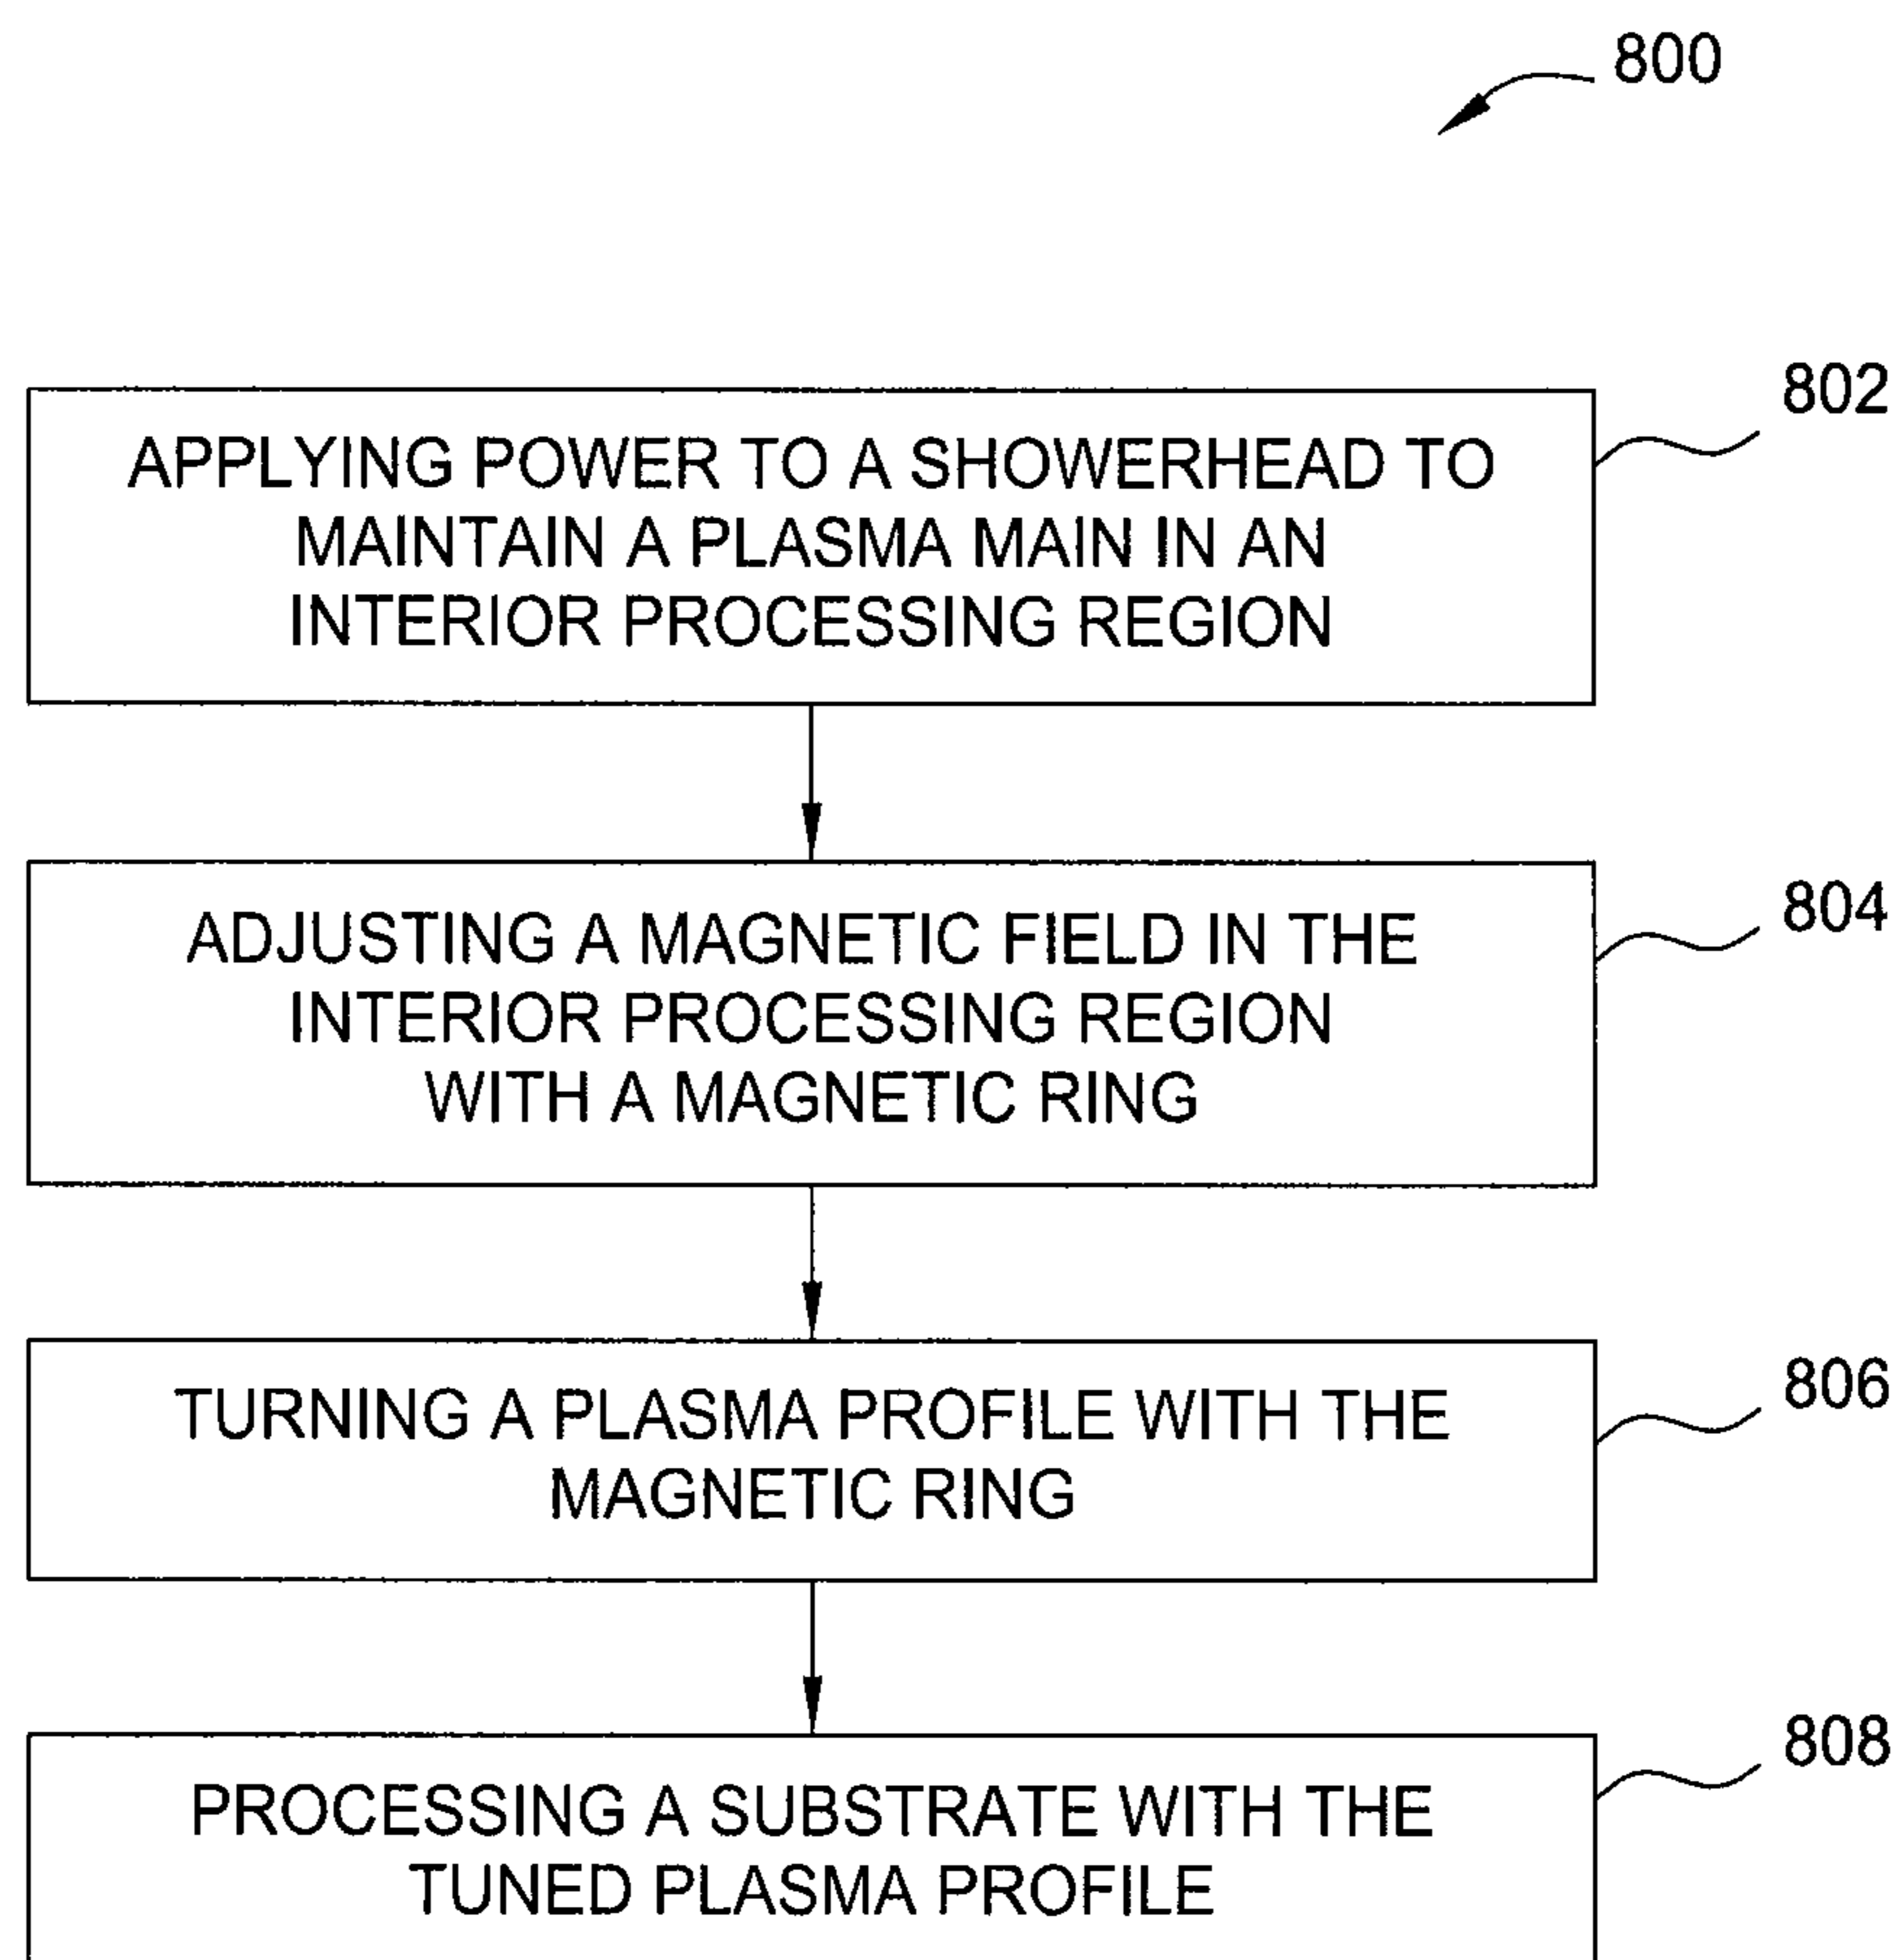 800
802
APPLYING POWER TO A SHOWERHEAD TO
MAINTAIN A PLASMA MAIN IN AN
INTERIOR PROCESSING REGION
804
ADJUSTING A MAGNETIC FIELD IN THE
INTERIOR PROCESSING REGION
WITH A MAGNETIC RING
806
TURNING A PLASMA PROFILE WITH THE
MAGNETIC RING
808
PROCESSING A SUBSTRATE WITH THE
TUNED PLASMA PROFILE